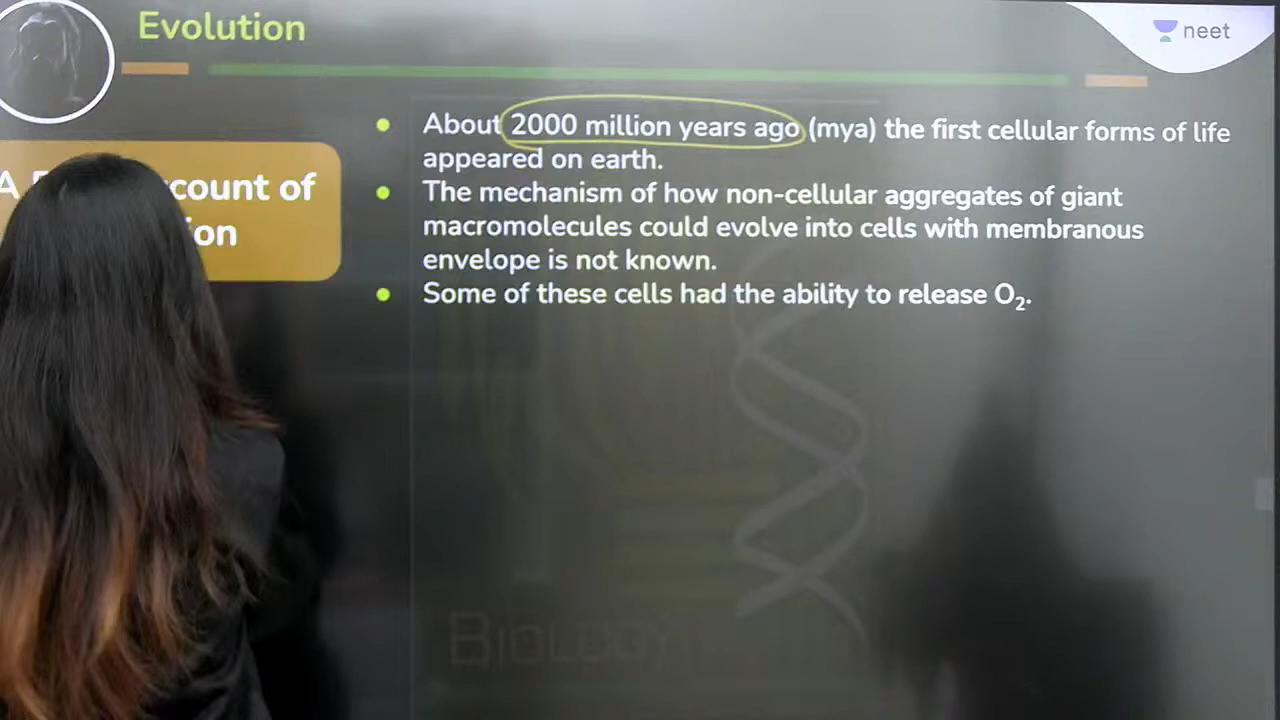 Evolution
neet
A count of
ion
About 2000 million years ago (mya) the first cellular forms of life
appeared on earth.
The mechanism of how non-cellular aggregates of giant
macromolecules could evolve into cells with membranous
envelope is not known.
Some of these cells had the ability to release O₂.
BIOLOGY